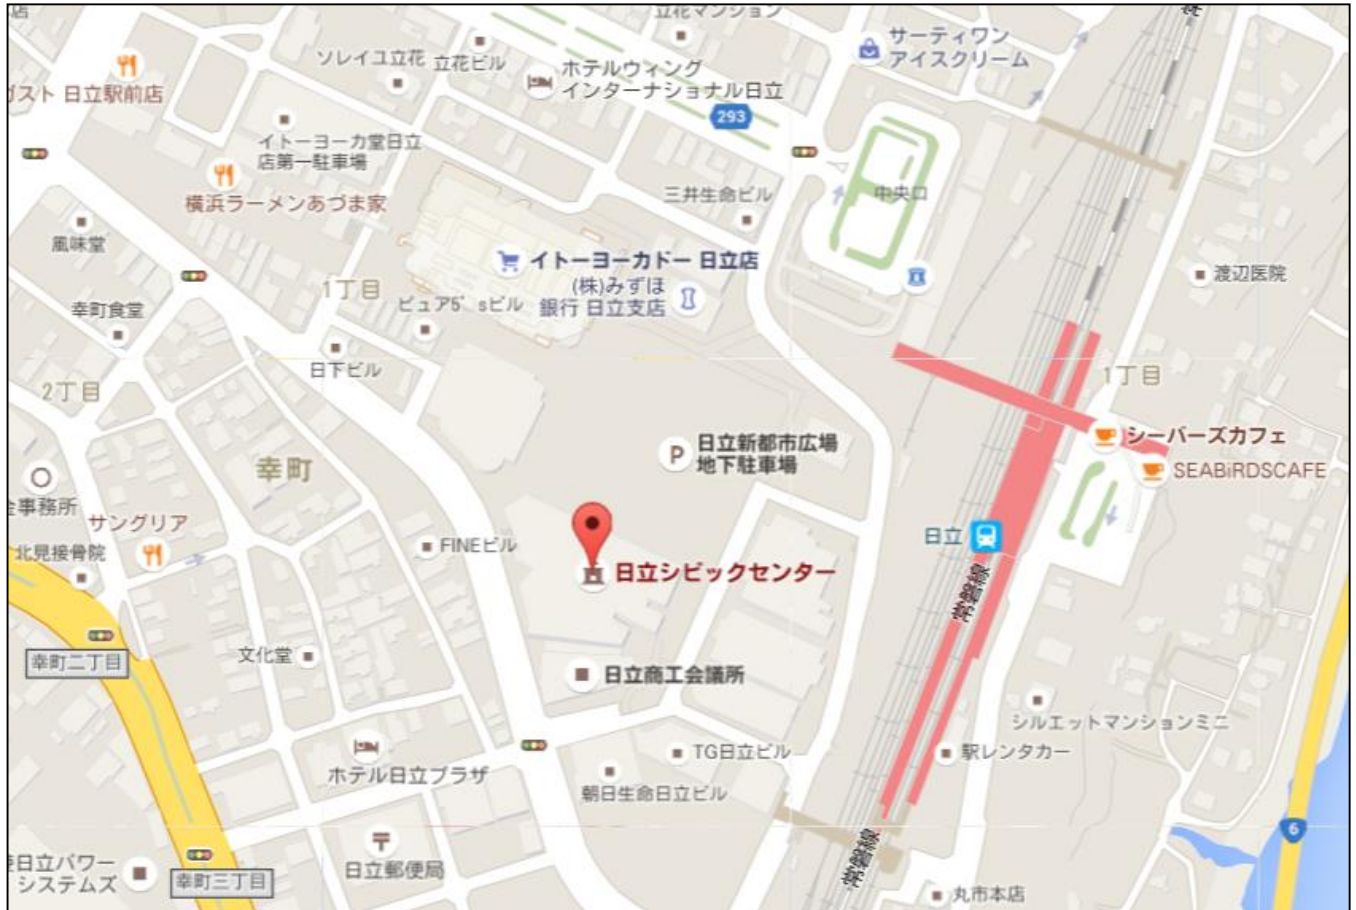 立花マンション
サーティワン
アイスクリーム
ソレイユ立花
立花ビル
ホテルウィング
インターナショナル日立
ガスト 日立駅前店
293
イトーヨーカ堂日立
店第一駐車場
横浜ラーメンあづま家
三井生命ビル
中央口
風味堂
イトーヨーカドー 日立店
(株)みずほ
銀行 日立支店
渡辺医院
1丁目
ピュア5’sビル
幸町食堂
日下ビル
2丁目
1丁目
シーバーズカフェ
SEABiRDSCAFE
P
日立新都市広場
地下駐車場
幸町
金事務所
サングリア
北見接骨院
FINEビル
日立
常磐線
日立シビックセンター
幸町二丁目
文化堂
日立商工会議所
シルエットマンションミニ
駅レンタカー
TG日立ビル
ホテル日立プラザ
朝日生命日立ビル
6
日立郵便局
常磐線
日立パワー
システムズ
幸町三丁目
丸市本店